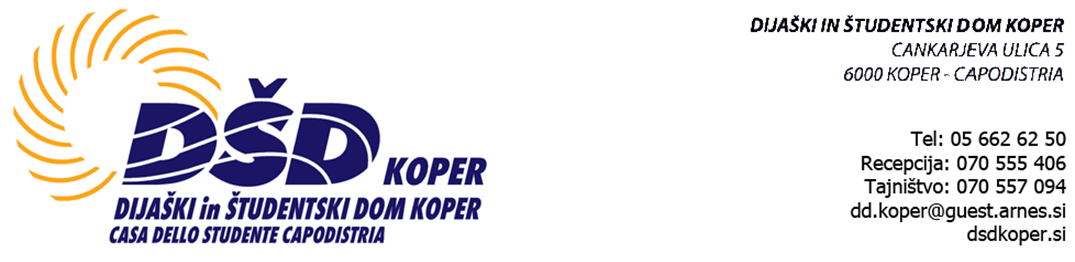 DŠD KOPER
DIJAŠKI in ŠTUDENTSKI DOM KOPER
CASA DELLO STUDENTE CAPODISTRIA
DIJAŠKI IN ŠTUDENTSKI DOM KOPER
CANKARJEVA ULICA 5
6000 KOPER - CAPODISTRIA
Tel: 05 662 62 50
Recepcija: 070 555 406
Tajništvo: 070 557 094
dd.koper@guest.arnes.si
dsdkoper.si